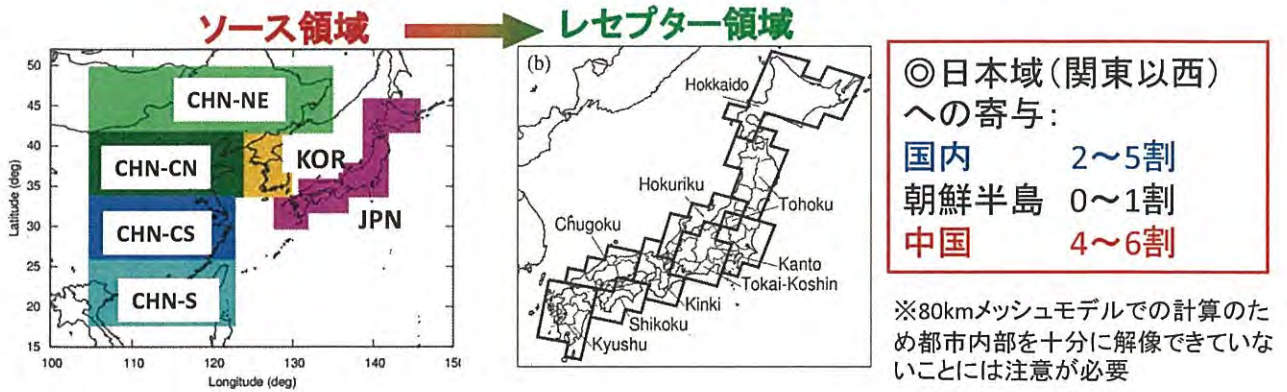 ソース領域
レセプター領域
50
45
40
35
30
25
20
15
100
110
120
130
140
150
Latitude (deg)
Longitude (deg)
CHN-NE
CHN-CN
KOR
CHN-CS
JPN
CHN-S
(b)
Hokkaido
Hokuriku
Tohoku
Chugoku
Kanto
Tokai-Koshin
Kinki
Shikoku
Kyushu
◎日本域(関東以西)
への寄与:
国内 2~5割
朝鮮半島 0~1割
中国 4~6割
※80kmメッシュモデルでの計算のた
め都市内部を十分に解像できていな
いことには注意が必要